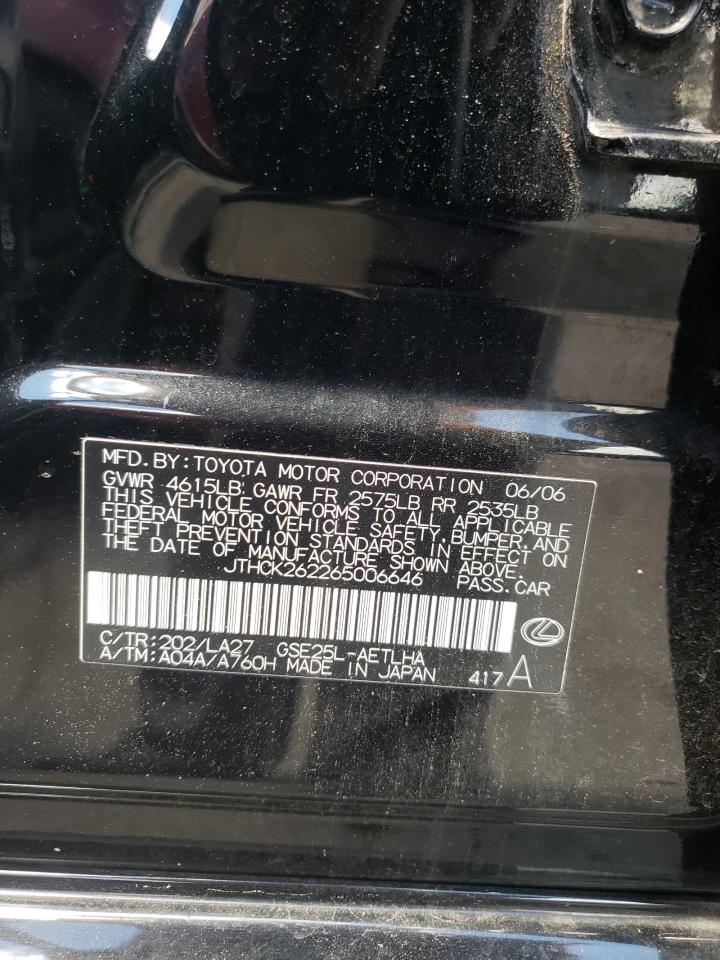 MFD.BY:TOYOTA MOTOR CORPORATION 06/06
GVWR 4615LB GAWR FR 2575LB RR 2535LB
THIS VEHICLE CONFORMS TO ALL APPLICABLE
FEDERAL MOTOR VEHICLE SAFETY,BUMPER,AND
THEFT PREVENTION STANDARDS IN EFFECT ON
THE DATE OF MANUFACTURE SHOWN ABOVE.
JTHCK262265006646 PASS.CAR
C/TR:202/LA27 GSE25L-AETLHA
A/TM:A04A/A760H MADE IN JAPAN 417A